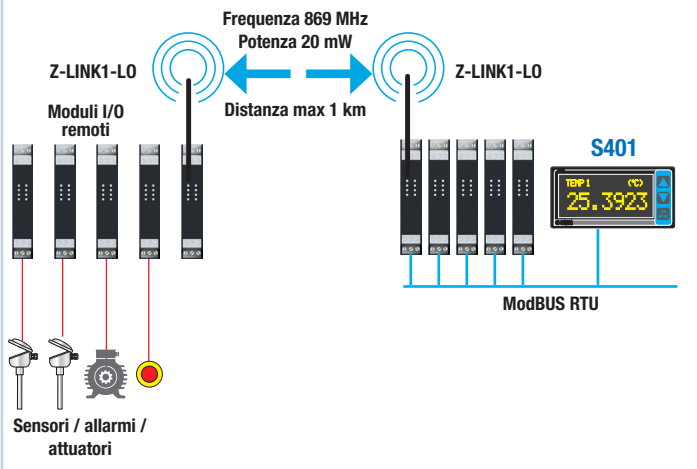 Frequenza 869 MHz
Potenza 20 mW
Z-LINK1-LO
Z-LINK1-LO
Distanza max 1 km
Moduli I/O
remoti
S401
TEMP 1 (°C)
25.3923
ModBUS RTU
Sensori / allarmi /
attuatori